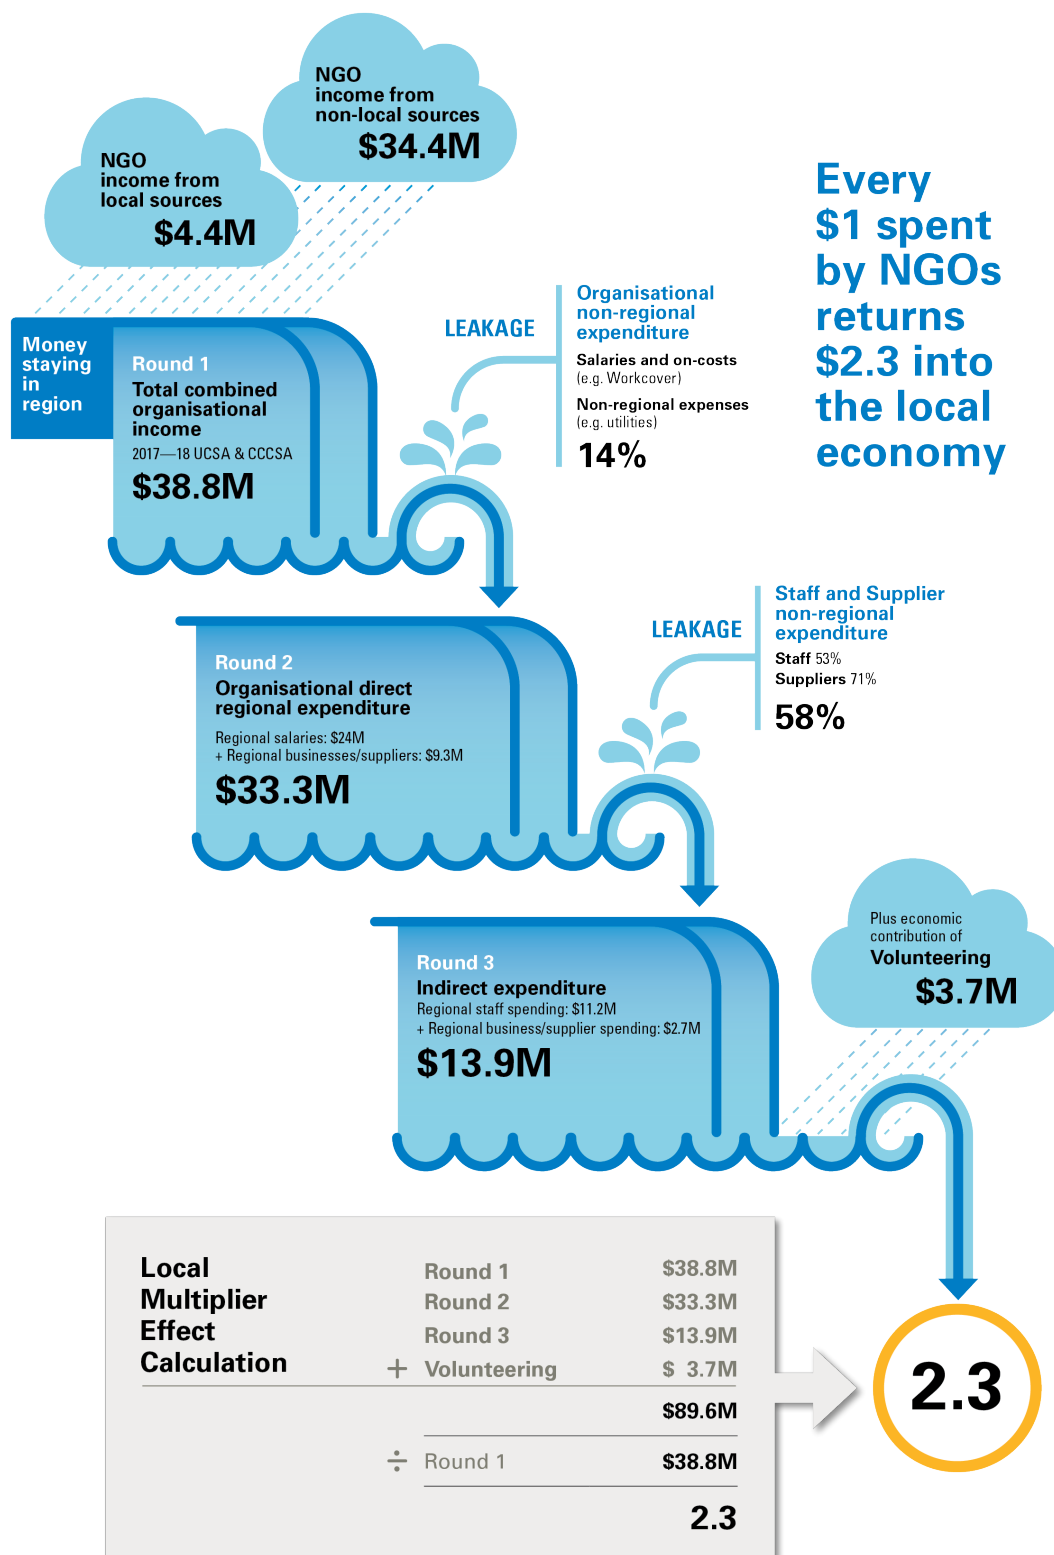 NGO
income from
non-local sources
$34.4M
NGO
income from
local sources
$4.4M
Every
$1 spent
by NGOs
returns
$2.3 into
the local
economy
Money
staying
in
region
Round 1
Total combined
organisational
income
2017—18 UCSA & CCCSA
$38.8M
LEAKAGE
Organisational
non-regional
expenditure
Salaries and on-costs
(e.g. Workcover)
Non-regional expenses
(e.g. utilities)
14%
Round 2
Organisational direct
regional expenditure
Regional salaries: $24M
+ Regional businesses/suppliers: $9.3M
$33.3M
LEAKAGE
Staff and Supplier
non-regional
expenditure
Staff 53%
Suppliers 71%
58%
Round 3
Indirect expenditure
Regional staff spending: $11.2M
+ Regional business/supplier spending: $2.7M
$13.9M
Plus economic
contribution of
Volunteering
$3.7M
Local
Multiplier
Effect
Calculation
Round 1 $38.8M
Round 2 $33.3M
Round 3 $13.9M
+ Volunteering $ 3.7M
$89.6M
÷ Round 1 $38.8M
2.3
2.3